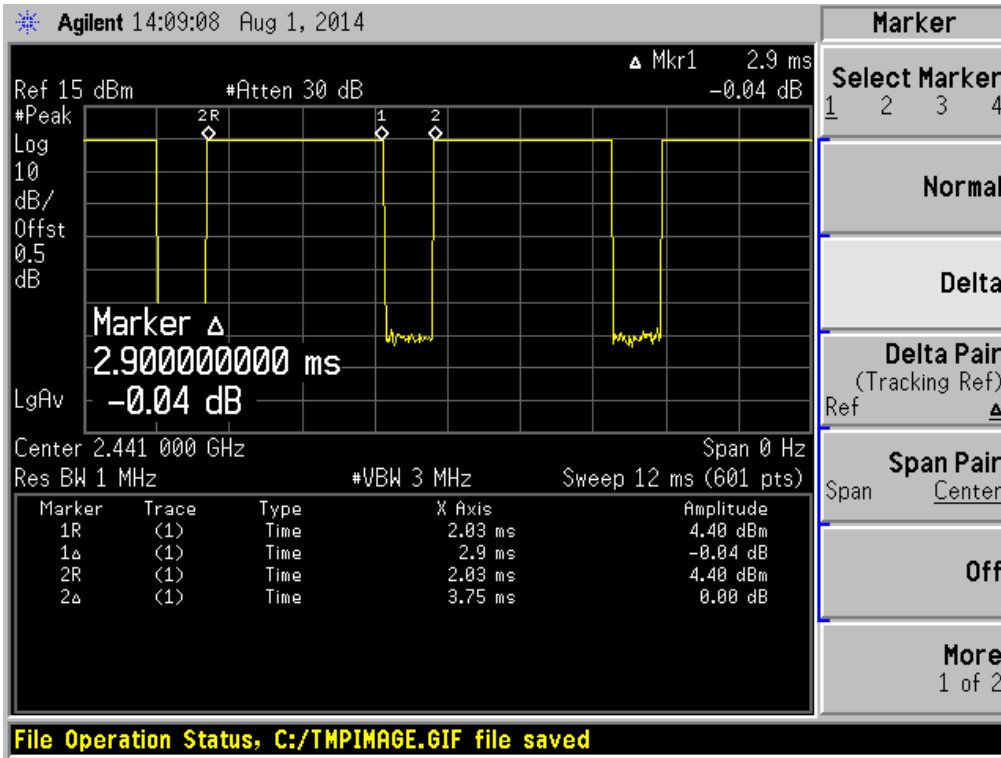 Agilent 14:09:08 Aug 1, 2014
Marker
Δ Mkr1 2.9 ms
Ref 15 dBm #Atten 30 dB -0.04 dB
#Peak
Log
10
dB/
Offst
0.5
dB
2R 1 2
Marker Δ
2.900000000 ms
-0.04 dB
LgAv
Center 2.441 000 GHz Span 0 Hz
Res BW 1 MHz #VBW 3 MHz Sweep 12 ms (601 pts)
Marker Trace Type X Axis Amplitude
1R (1) Time 2.03 ms 4.40 dBm
1Δ (1) Time 2.9 ms -0.04 dB
2R (1) Time 2.03 ms 4.40 dBm
2Δ (1) Time 3.75 ms 0.00 dB
Select Marker
1 2 3 4
Normal
Delta
Delta Pair
(Tracking Ref)
Ref Δ
Span Pair
Span Center
Off
More
1 of 2
File Operation Status, C:/TMPIMAGE.GIF file saved